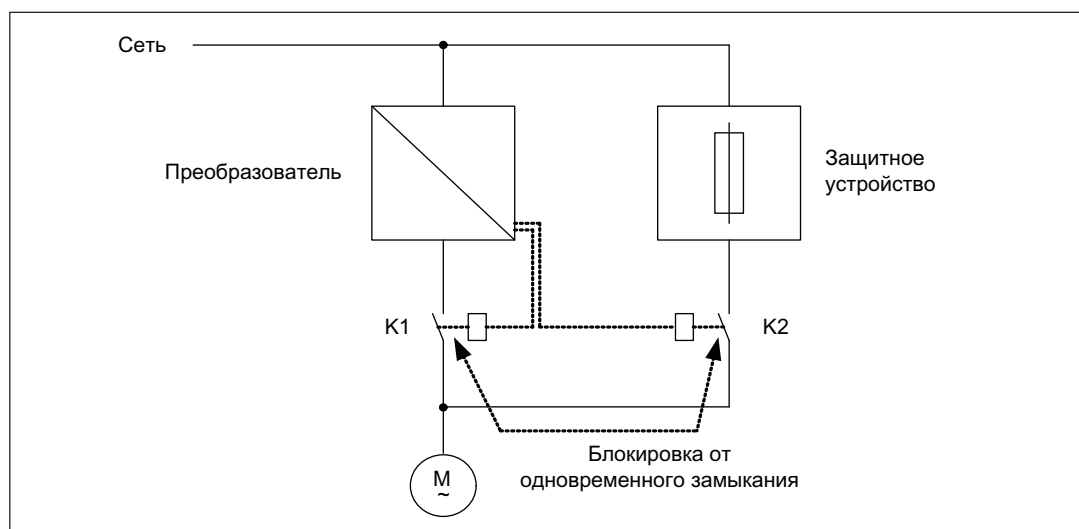 Сеть
Преобразователь
Защитное
устройство
K1
K2
Блокировка от
одновременного замыкания
M
~